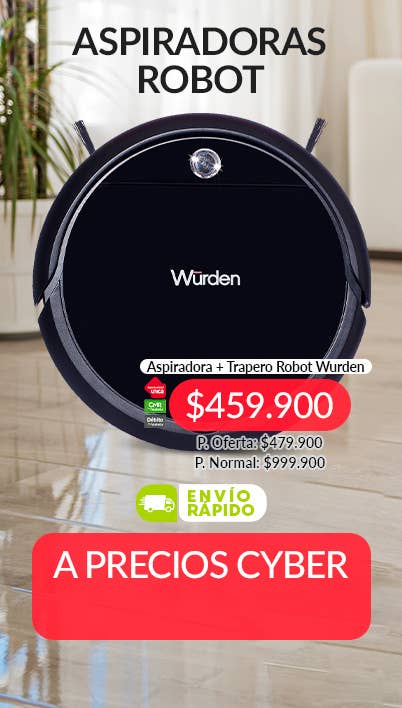 ASPIRADORAS
ROBOT
Würden
Aspiradora + Trapero Robot Wurden
ÚNICA
CMR
Débito
$459.900
P. Oferta: $479.900
P. Normal: $999.900
ENVÍO
RÁPIDO
A PRECIOS CYBER